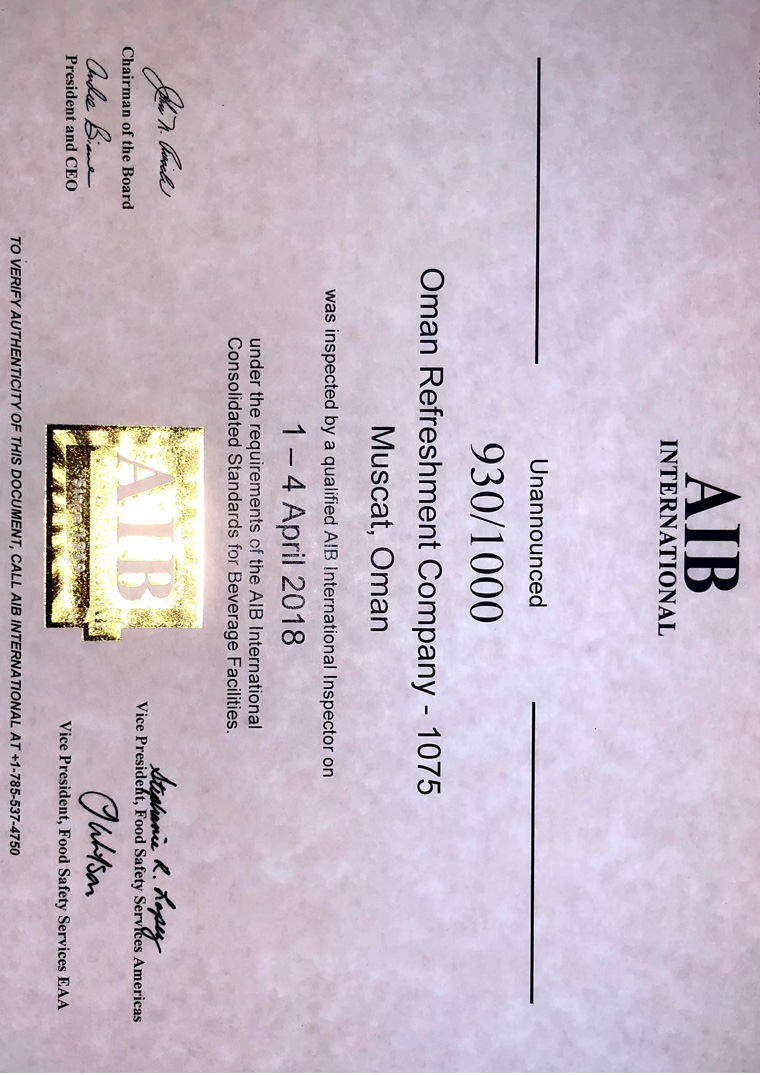 AIB
INTERNATIONAL
Unannounced
930/1000
Oman Refreshment Company - 1075
Muscat, Oman
was inspected by a qualified AIB International Inspector on
1 – 4 April 2018
under the requirements of the AIB International
Consolidated Standards for Beverage Facilities.
Chairman of the Board
President and CEO
AIB
Stephanie R. Lopez
Vice President, Food Safety Services Americas
Vice President, Food Safety Services EAA
TO VERIFY AUTHENTICITY OF THIS DOCUMENT, CALL AIB INTERNATIONAL AT +1-785-537-4750